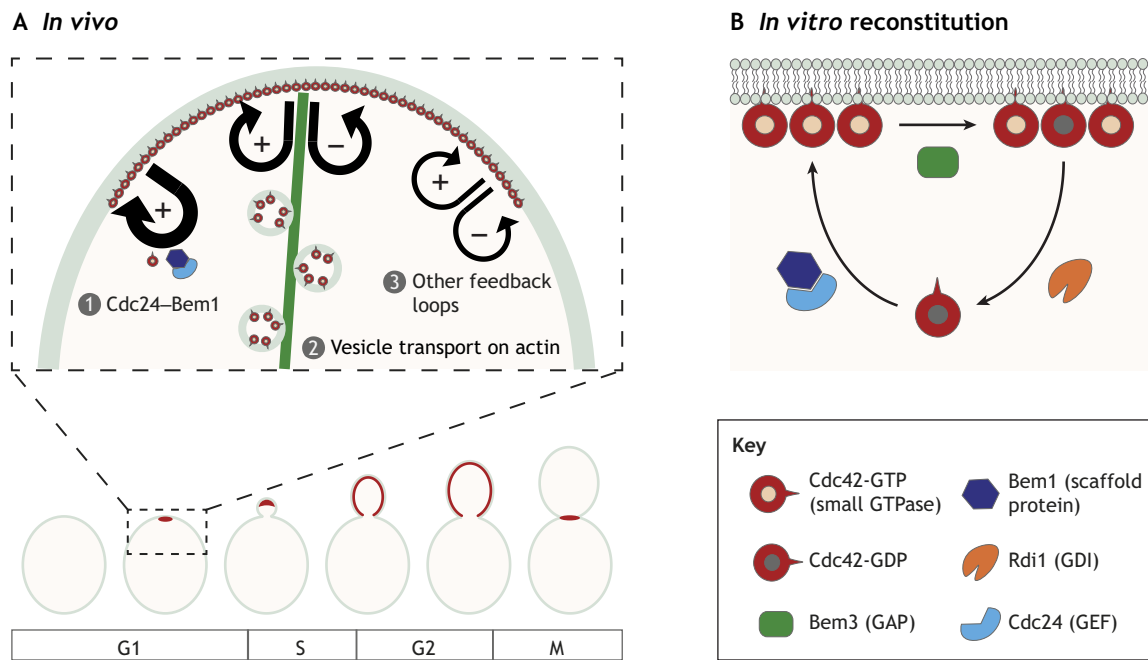 A In vivo
+
+
−
+
−
1 Cdc24–Bem1
3 Other feedback
loops
2 Vesicle transport on actin
G1
S
G2
M
B In vitro reconstitution
Key
Cdc42-GTP
(small GTPase)
Bem1 (scaffold
protein)
Cdc42-GDP
Rdi1 (GDI)
Bem3 (GAP)
Cdc24 (GEF)